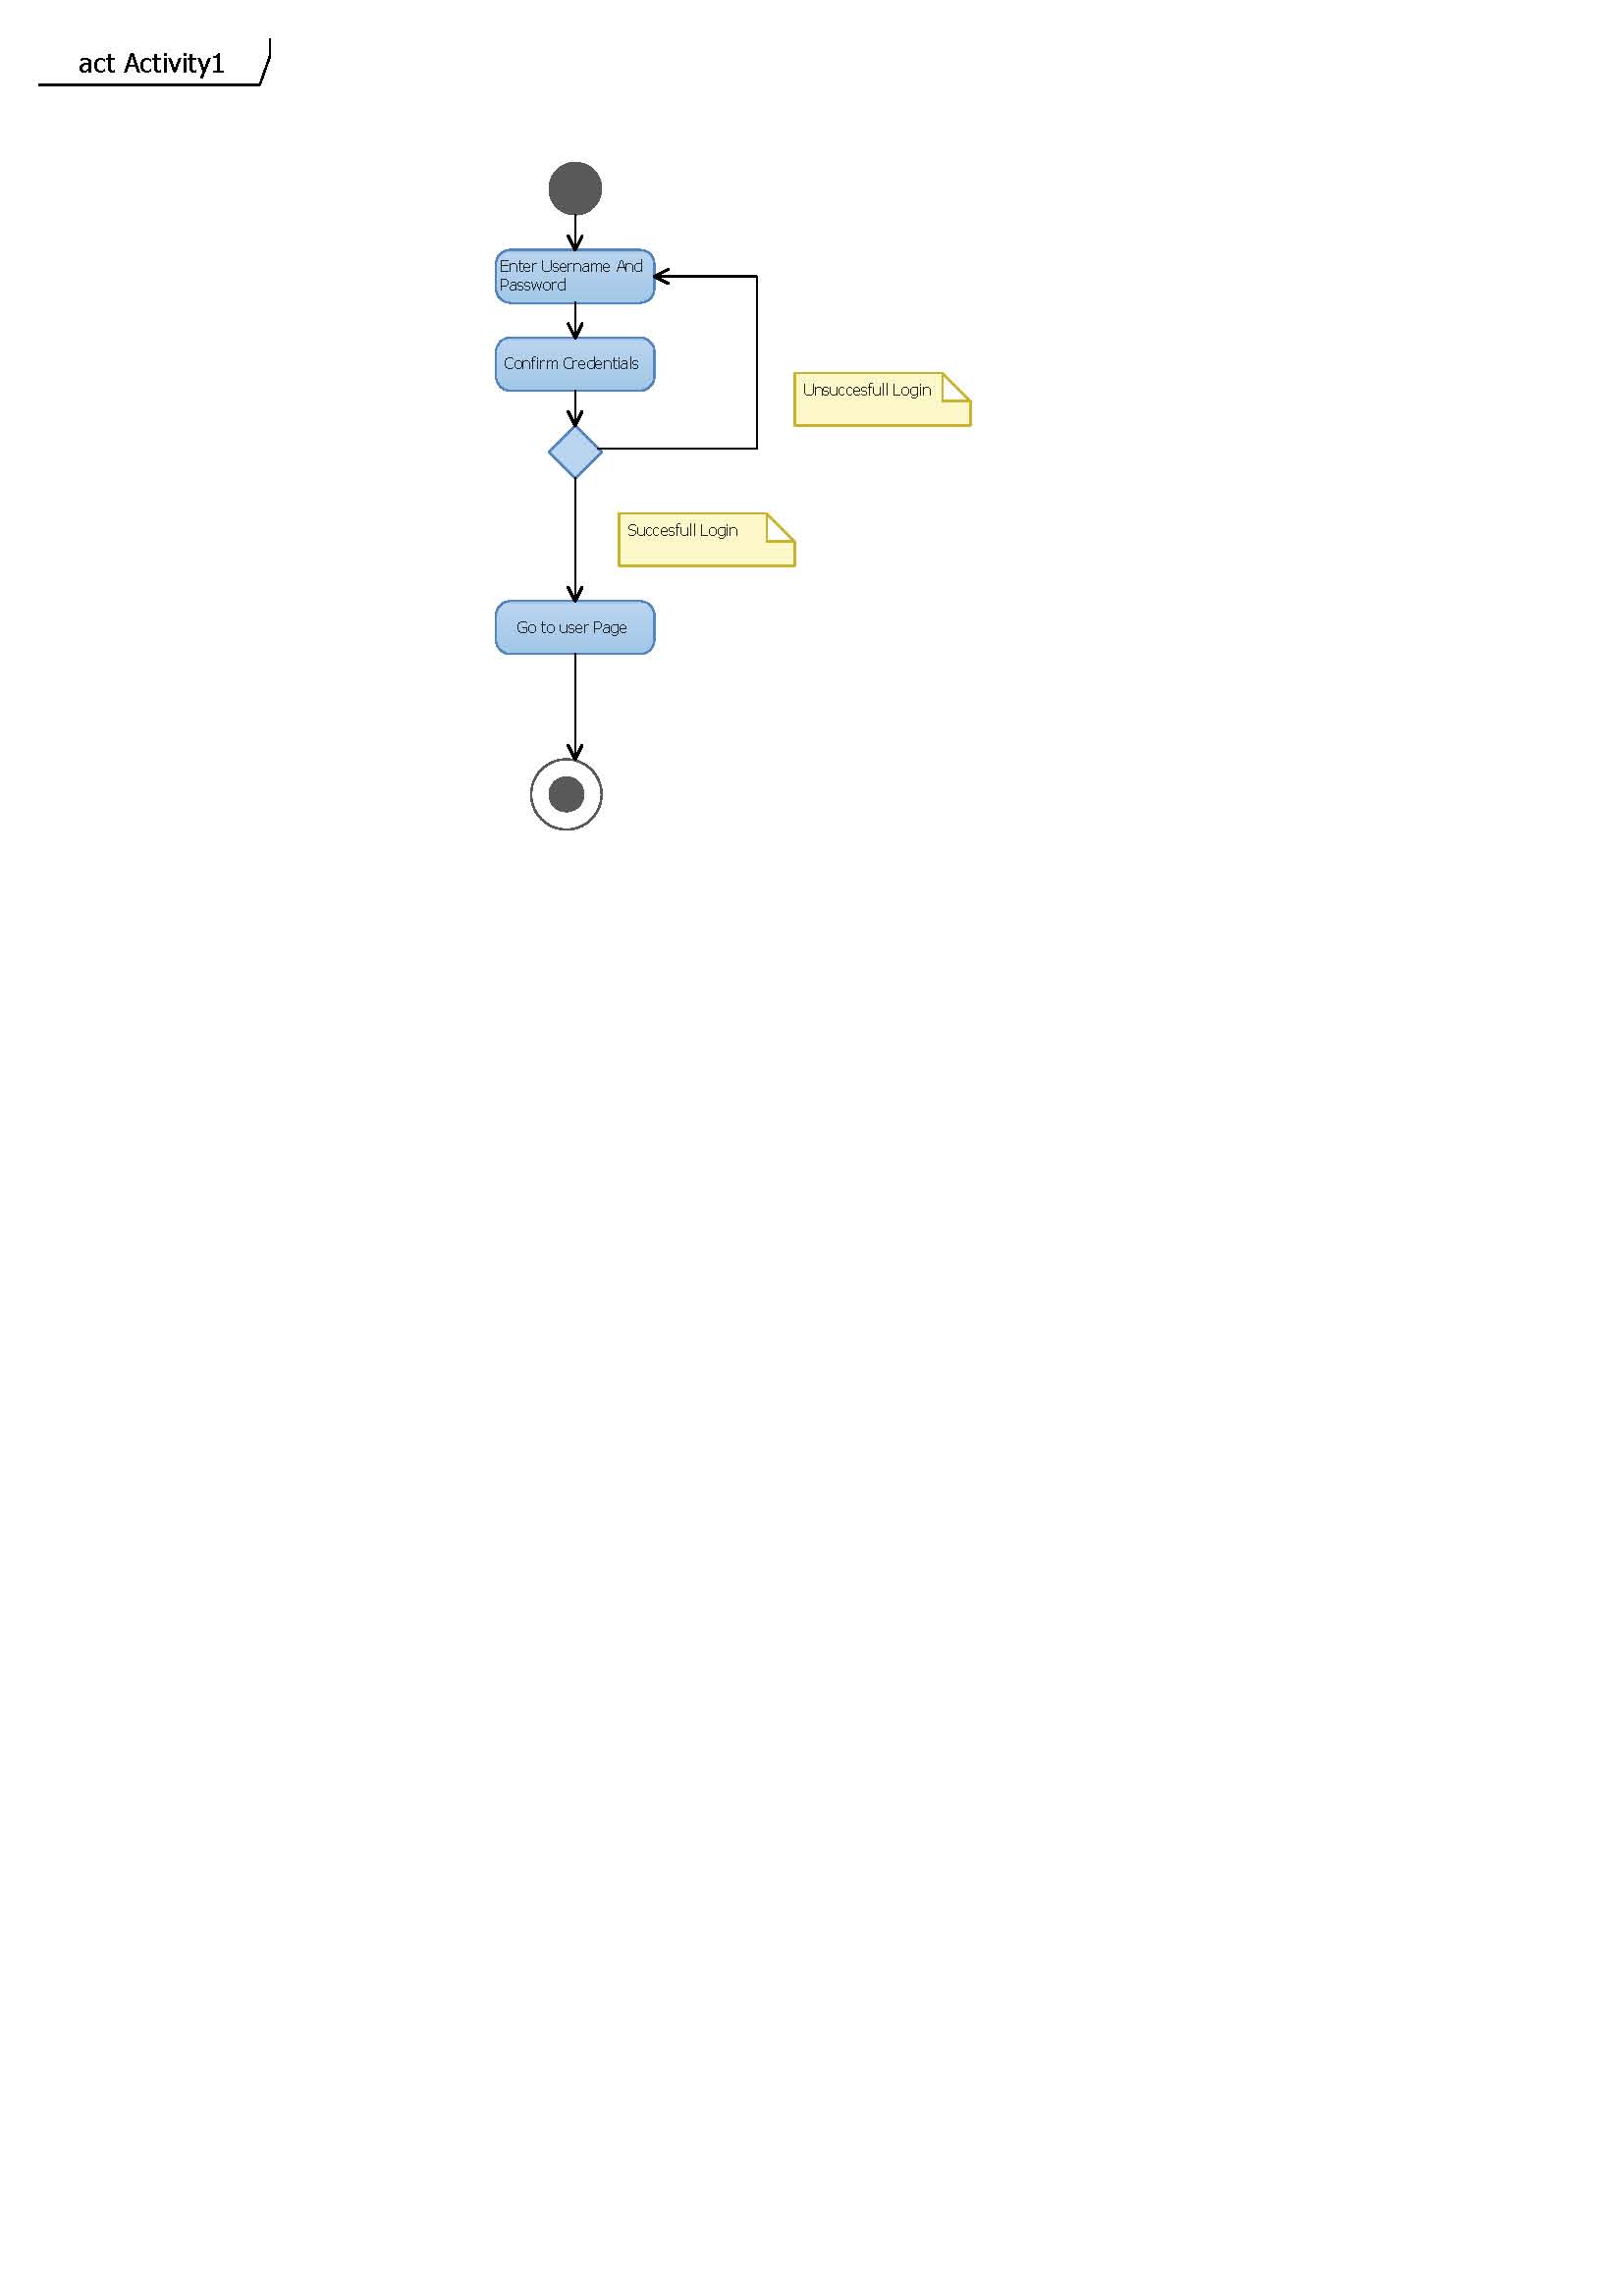 act Activity1
Enter Username And
Password
Confirm Credentials
Unsuccesfull Login
Succesfull Login
Go to user Page